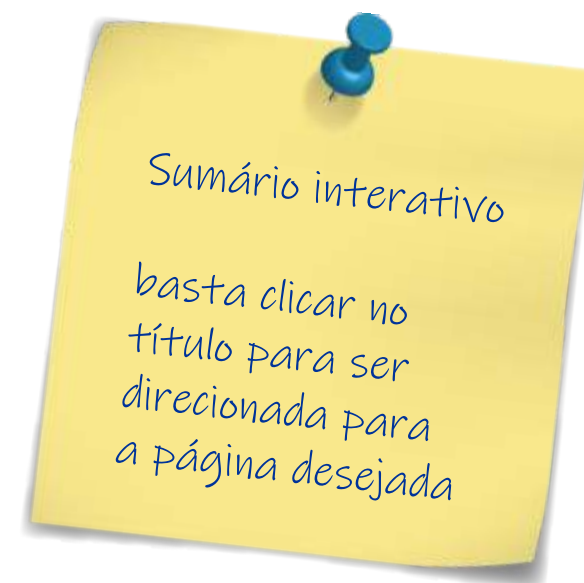 Sumário interativo
basta clicar no
título para ser
direcionada para
a página desejada